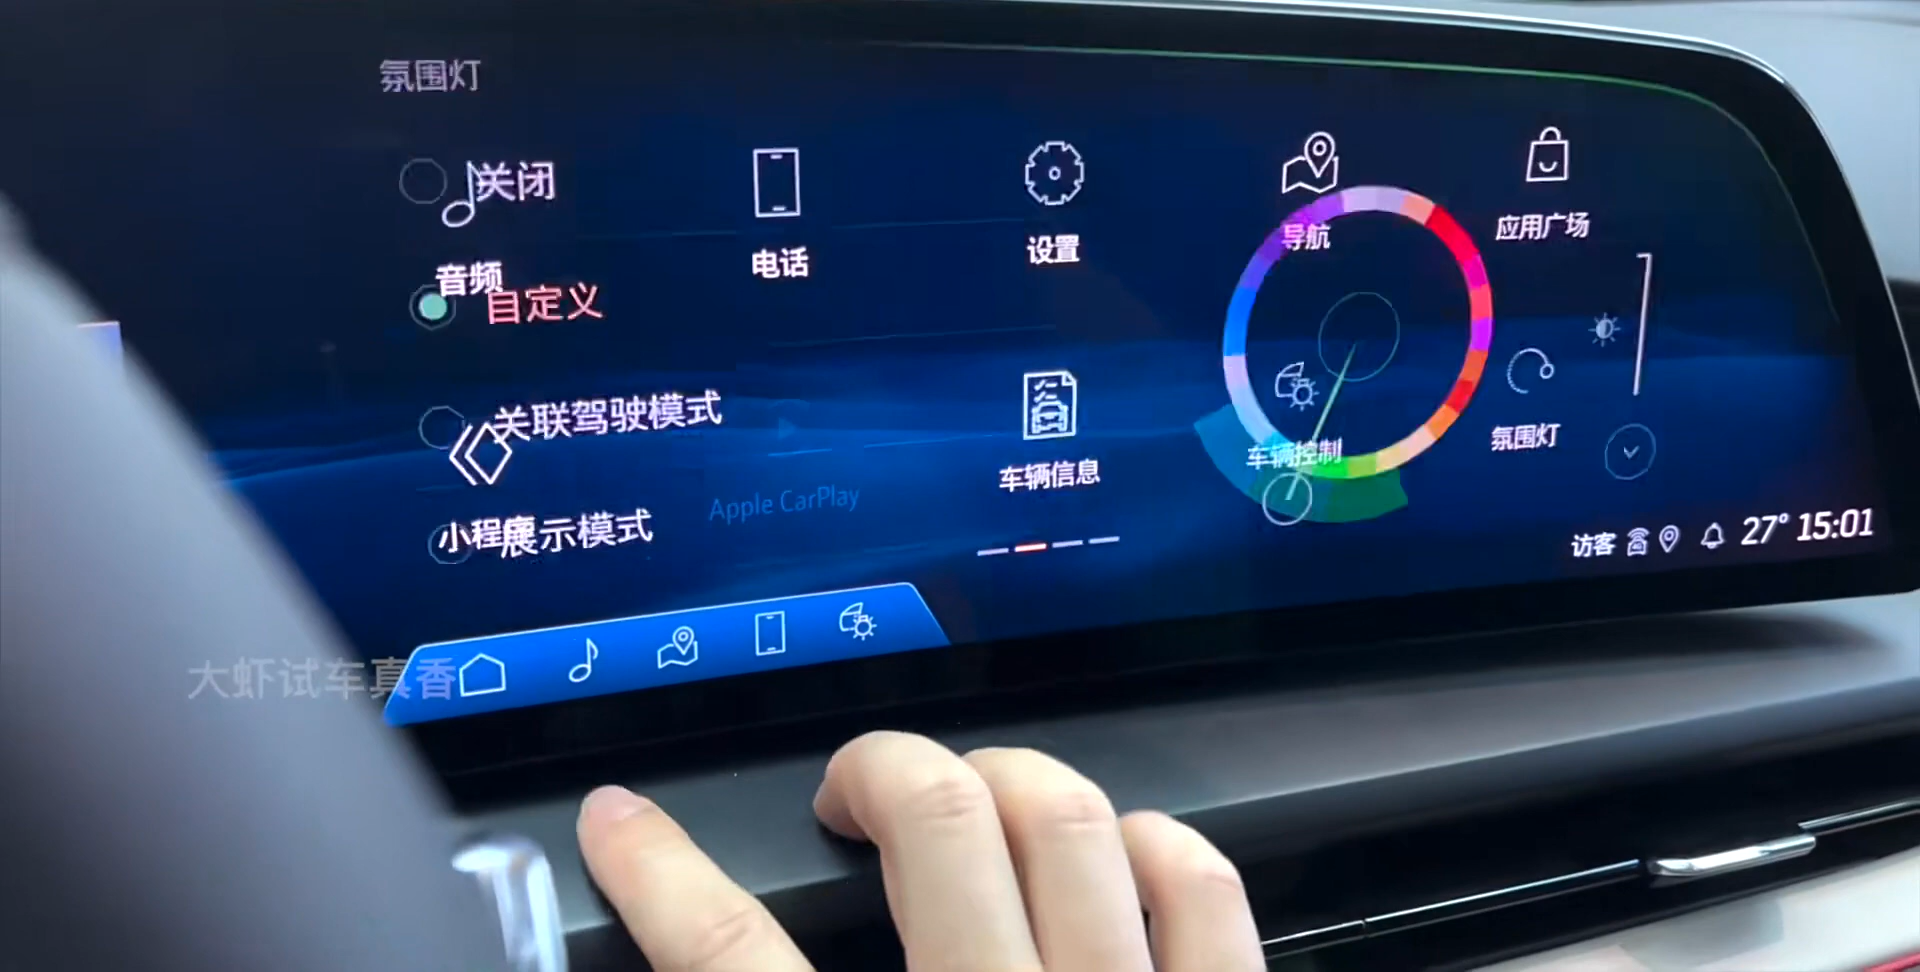 氛围灯
关闭
音频
电话
设置
导航
应用广场
自定义
关联驾驶模式
车辆信息
车辆控制
氛围灯
Apple CarPlay
小程序
展示模式
访客 27° 15:01
大虾试车真香